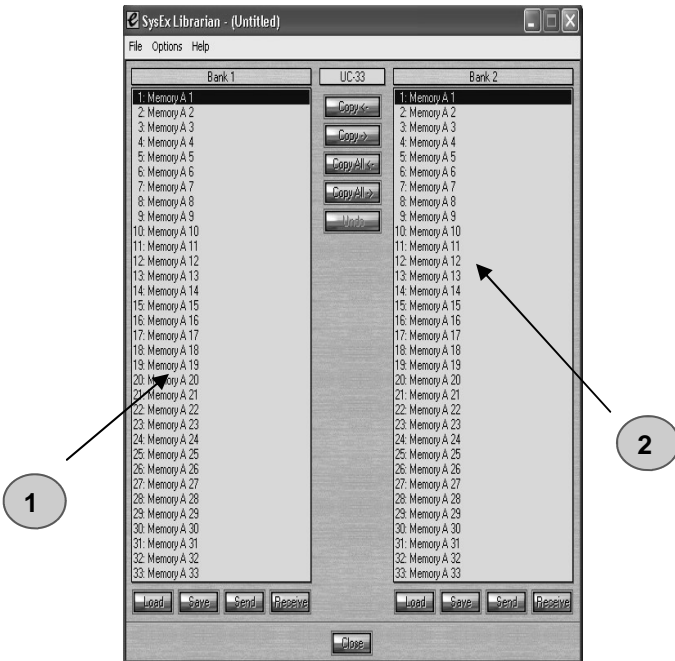 SysEx Librarian - (Untitled)
File Options Help
Bank 1
UC-33
Bank 2
1: Memory A 1
2: Memory A 2
3: Memory A 3
4: Memory A 4
5: Memory A 5
6: Memory A 6
7: Memory A 7
8: Memory A 8
9: Memory A 9
10: Memory A 10
11: Memory A 11
12: Memory A 12
13: Memory A 13
14: Memory A 14
15: Memory A 15
16: Memory A 16
17: Memory A 17
18: Memory A 18
19: Memory A 19
20: Memory A 20
21: Memory A 21
22: Memory A 22
23: Memory A 23
24: Memory A 24
25: Memory A 25
26: Memory A 26
27: Memory A 27
28: Memory A 28
29: Memory A 29
30: Memory A 30
31: Memory A 31
32: Memory A 32
33: Memory A 33
Load Save Send Receive
Copy <-
Copy ->
Copy All <-
Copy All ->
Undo
1: Memory A 1
2: Memory A 2
3: Memory A 3
4: Memory A 4
5: Memory A 5
6: Memory A 6
7: Memory A 7
8: Memory A 8
9: Memory A 9
10: Memory A 10
11: Memory A 11
12: Memory A 12
13: Memory A 13
14: Memory A 14
15: Memory A 15
16: Memory A 16
17: Memory A 17
18: Memory A 18
19: Memory A 19
20: Memory A 20
21: Memory A 21
22: Memory A 22
23: Memory A 23
24: Memory A 24
25: Memory A 25
26: Memory A 26
27: Memory A 27
28: Memory A 28
29: Memory A 29
30: Memory A 30
31: Memory A 31
32: Memory A 32
33: Memory A 33
Load Save Send Receive
Close
1
2